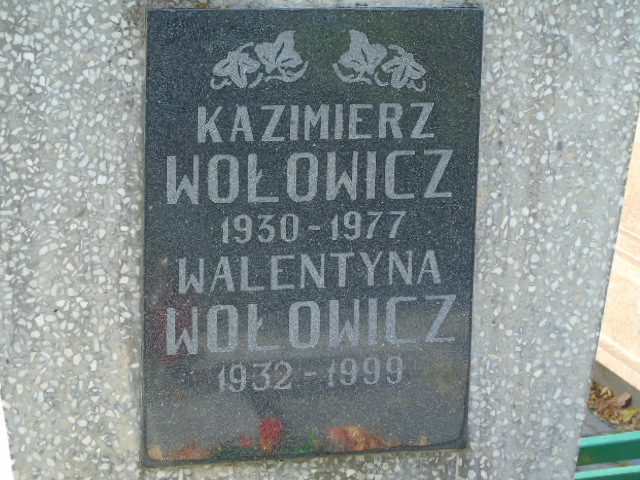 KAZIMIERZ
WOŁOWICZ
1930 - 1977
WALENTYNA
WOŁOWICZ
1932 - 1999